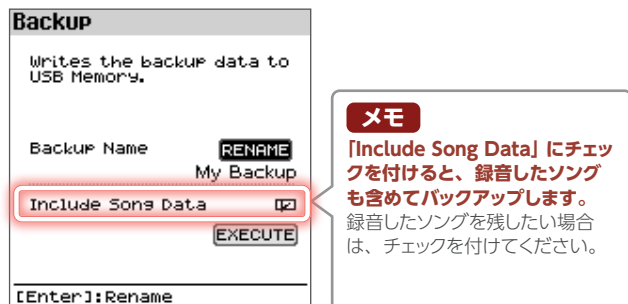 Backup
Writes the backup data to
USB Memory.
Backup Name RENAME
My Backup
Include Song Data
EXECUTE
[Enter]:Rename
メモ
「Include Song Data」にチェッ
クを付けると、録音したソング
も含めてバックアップします。
録音したソングを残したい場合
は、チェックを付けてください。